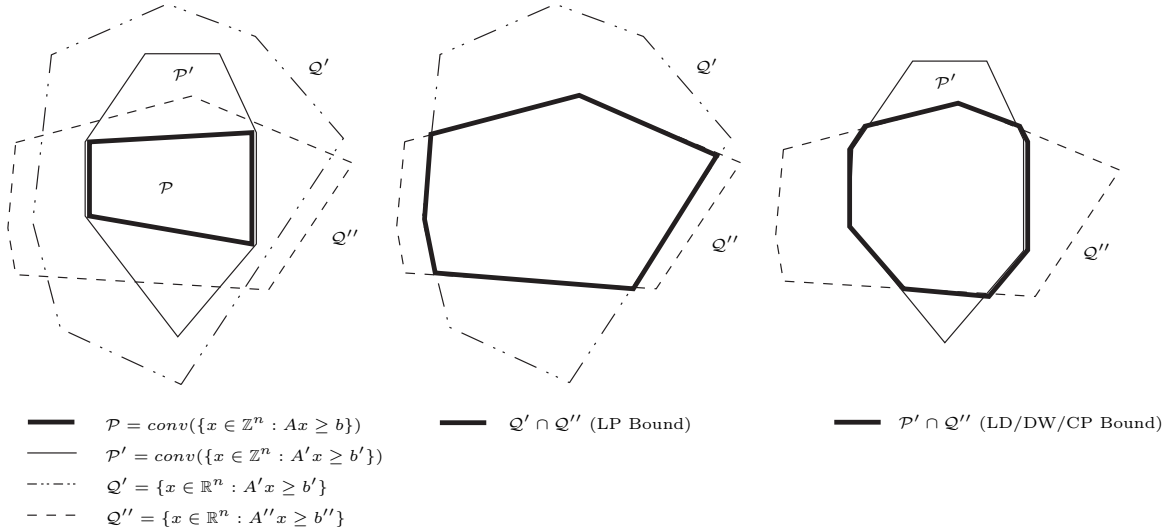 𝒬′
𝒫′
𝒫
𝒬″
𝒬′
𝒬″
𝒫′
𝒬″
𝒫 = conv({x ∈ ℤⁿ : Ax ≥ b})
𝒫′ = conv({x ∈ ℤⁿ : A′x ≥ b′})
𝒬′ = {x ∈ ℝⁿ : A′x ≥ b′}
𝒬″ = {x ∈ ℝⁿ : A″x ≥ b″}
𝒬′ ∩ 𝒬″ (LP Bound)
𝒫′ ∩ 𝒬″ (LD/DW/CP Bound)